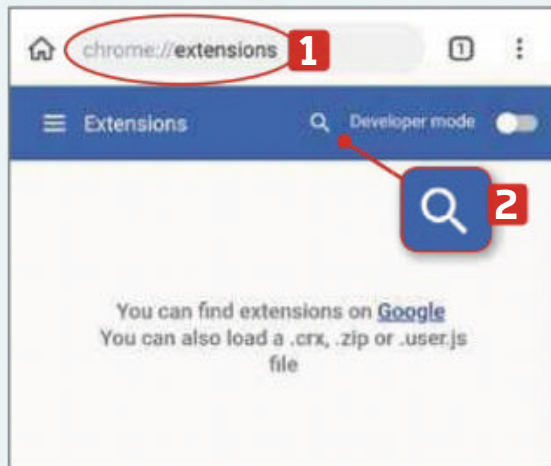 chrome://extensions 1 1
Extensions Developer mode
2
You can find extensions on Google
You can also load a .crx, .zip or .user.js
file